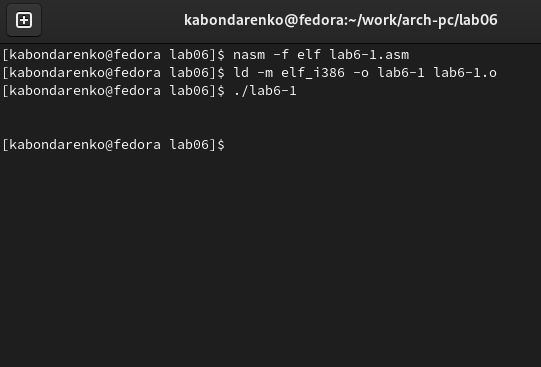 kabondarenko@fedora:~/work/arch-pc/lab06
[kabondarenko@fedora lab06]$ nasm -f elf lab6-1.asm
[kabondarenko@fedora lab06]$ ld -m elf_i386 -o lab6-1 lab6-1.o
[kabondarenko@fedora lab06]$ ./lab6-1
[kabondarenko@fedora lab06]$